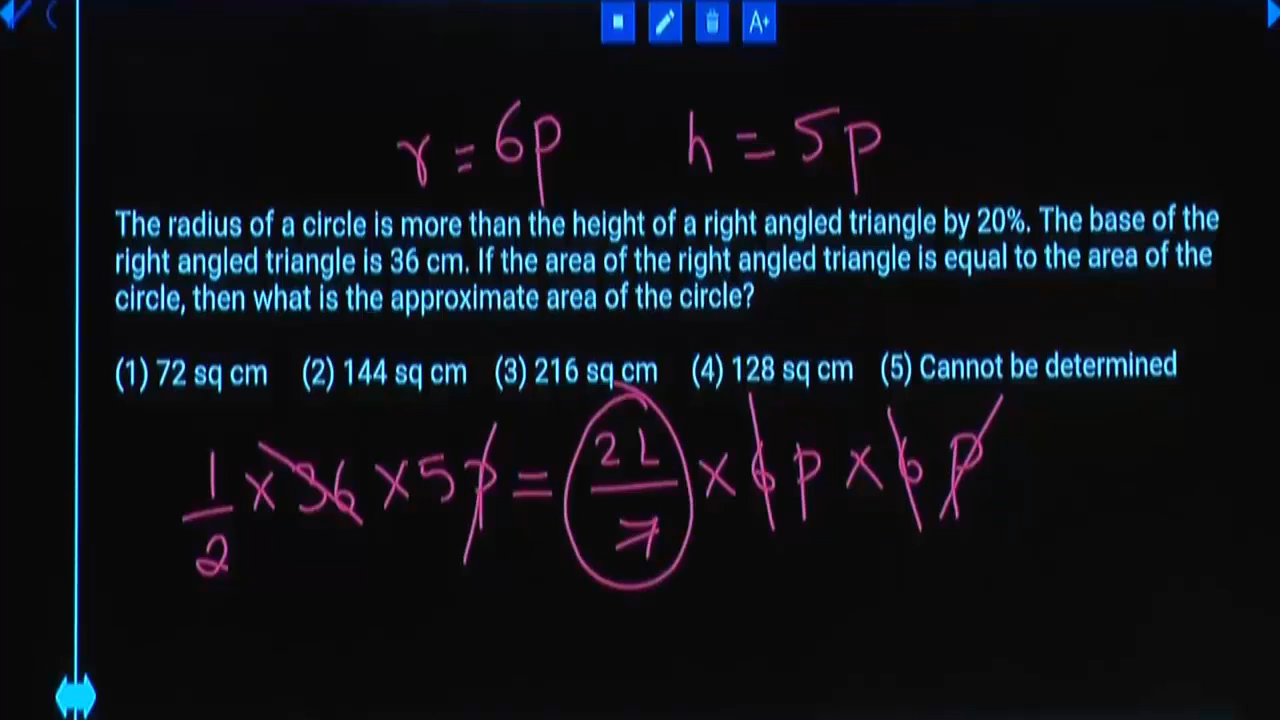 A+
r = 6p h = 5p
The radius of a circle is more than the height of a right angled triangle by 20%. The base of the
right angled triangle is 36 cm. If the area of the right angled triangle is equal to the area of the
circle, then what is the approximate area of the circle?
(1) 72 sq cm (2) 144 sq cm (3) 216 sq cm (4) 128 sq cm (5) Cannot be determined
1/2 × 36 × 5p = 22/7 × 6p × 6p